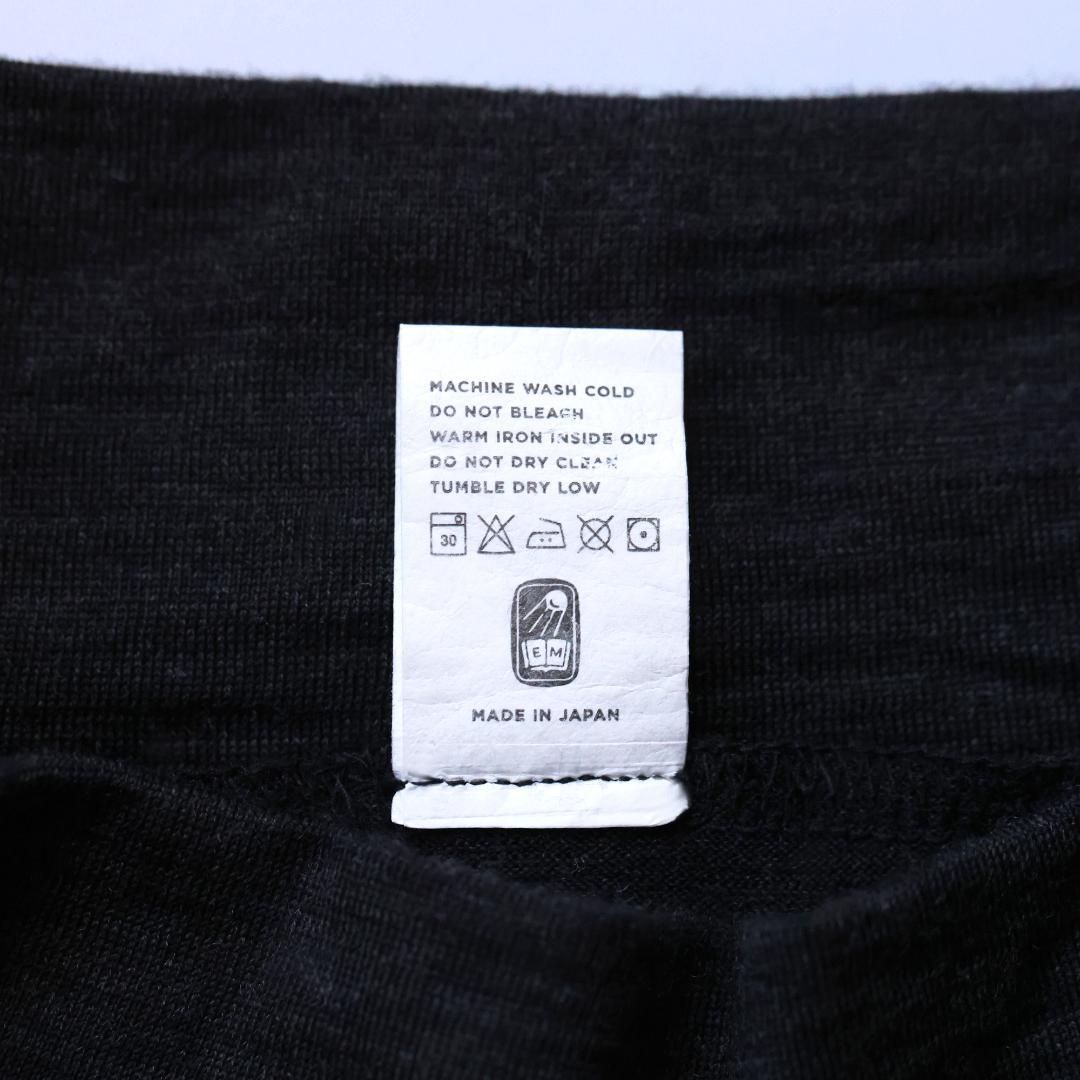 MACHINE WASH COLD
DO NOT BLEACH
WARM IRON INSIDE OUT
DO NOT DRY CLEAN
TUMBLE DRY LOW
30
E M
MADE IN JAPAN